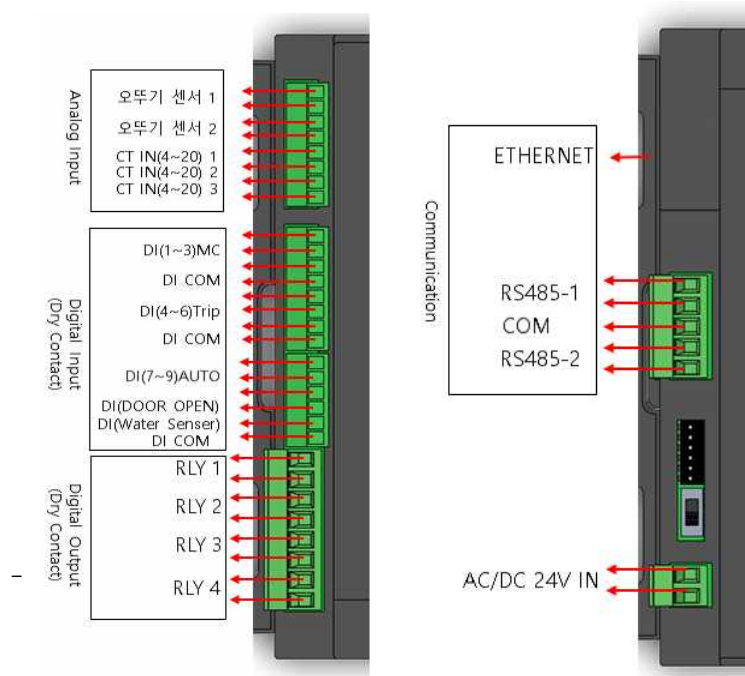 Analog Input
오뚜기 센서 1
오뚜기 센서 2
CT IN(4~20) 1
CT IN(4~20) 2
CT IN(4~20) 3
Digital Input
(Dry Contact)
DI(1~3)MC
DI COM
DI(4~6)Trip
DI COM
DI(7~9)AUTO
DI(DOOR OPEN)
DI(Water Senser)
DI COM
Digital Output
(Dry Contact)
RLY 1
RLY 2
RLY 3
RLY 4
Communication
ETHERNET
RS485-1
COM
RS485-2
AC/DC 24V IN